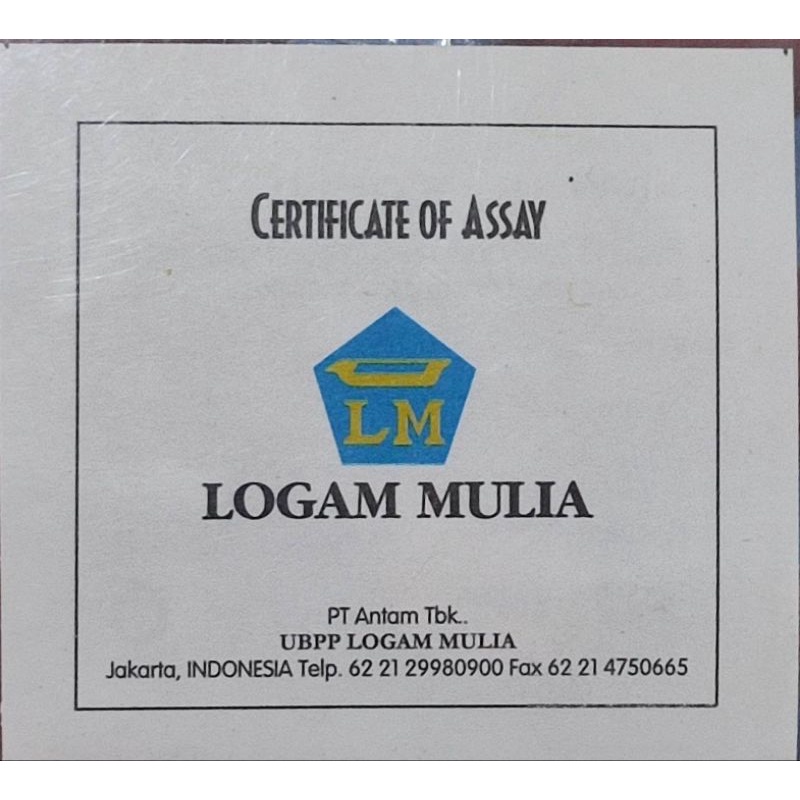 CERTIFICATE OF ASSAY
LM
LOGAM MULIA
PT Antam Tbk..
UBPP LOGAM MULIA
Jakarta, INDONESIA Telp. 62 21 29980900 Fax 62 21 4750665